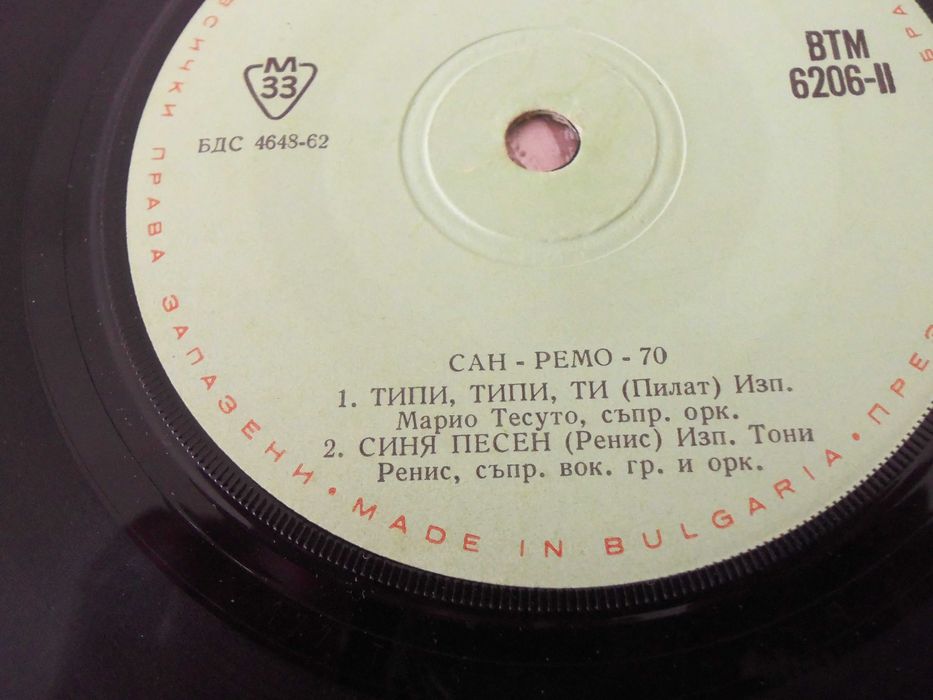 М
33
БДС 4648-62
ВТМ
6206-II
САН - РЕМО - 70
1. ТИПИ, ТИПИ, ТИ (Пилат) Изп.
Марио Тесуто, съпр. орк.
2. СИНЯ ПЕСЕН (Ренис) Изп. Тони
Ренис, съпр. вок. гр. и орк.
ВСИЧКИ ПРАВА ЗАПАЗЕНИ • MADE IN BULGARIA •